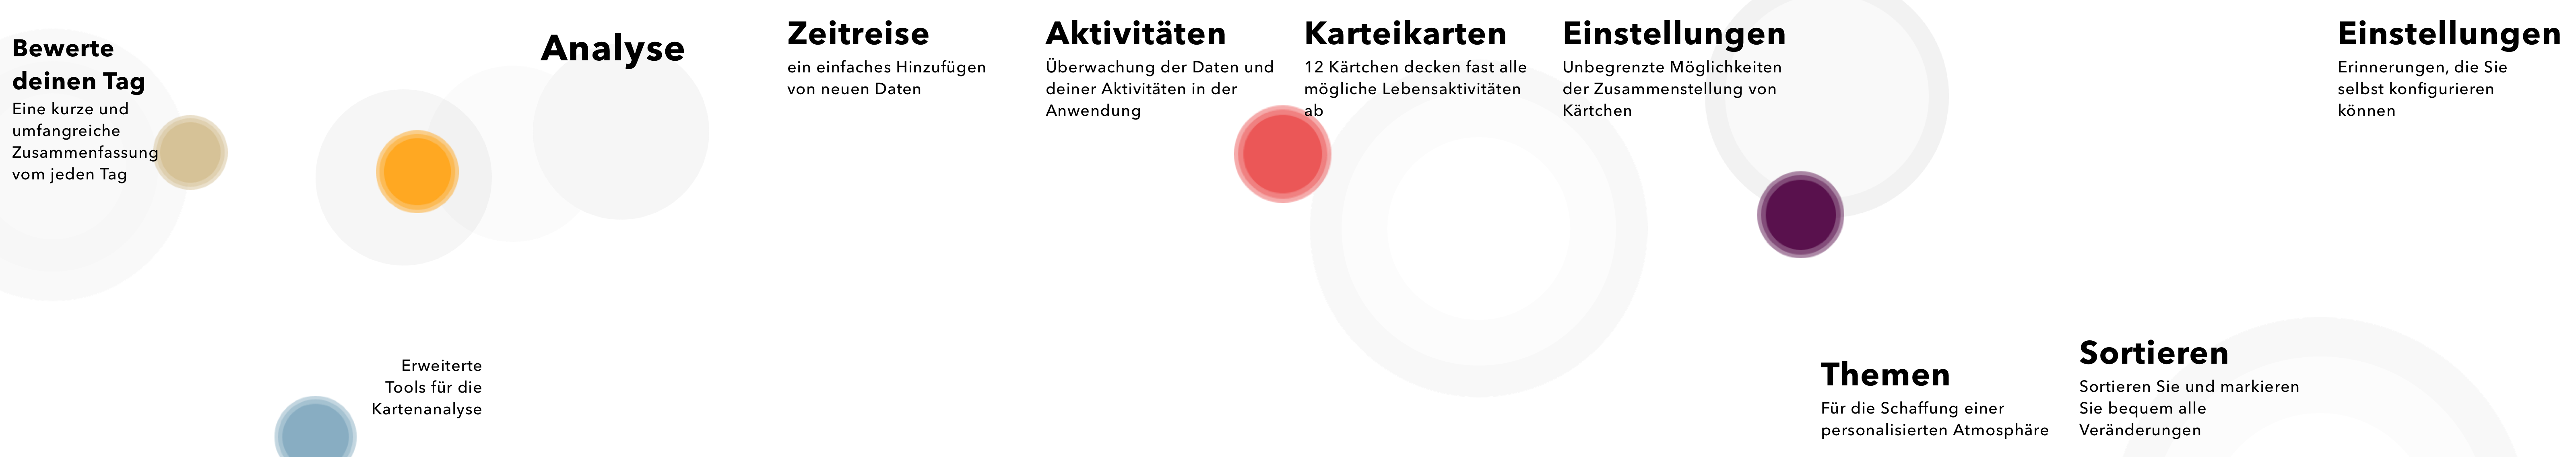 Bewerte
deinen Tag
Eine kurze und
umfangreiche
Zusammenfassung
vom jeden Tag
Erweiterte
Tools für die
Kartenanalyse
Analyse
Zeitreise
ein einfaches Hinzufügen
von neuen Daten
Aktivitäten
Überwachung der Daten und
deiner Aktivitäten in der
Anwendung
Karteikarten
12 Kärtchen decken fast alle
mögliche Lebensaktivitäten
ab
Einstellungen
Unbegrenzte Möglichkeiten
der Zusammenstellung von
Kärtchen
Themen
Für die Schaffung einer
personalisierten Atmosphäre
Sortieren
Sortieren Sie und markieren
Sie bequem alle
Veränderungen
Einstellungen
Erinnerungen, die Sie
selbst konfigurieren
können